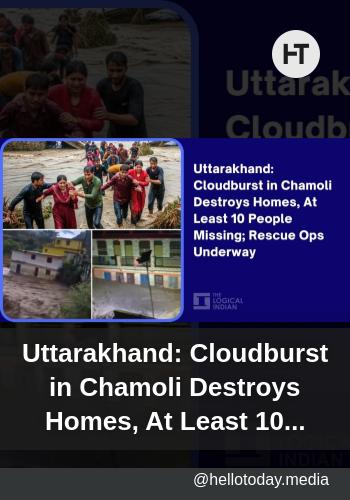 HT
Uttarak
Cloudb
Uttarakhand:
Cloudburst in Chamoli
Destroys Homes, At
Least 10 People
Missing; Rescue Ops
Underway
THE
LOGICAL
INDIAN
Uttarakhand: Cloudburst
in Chamoli Destroys
Homes, At Least 10...
@hellotoday.media